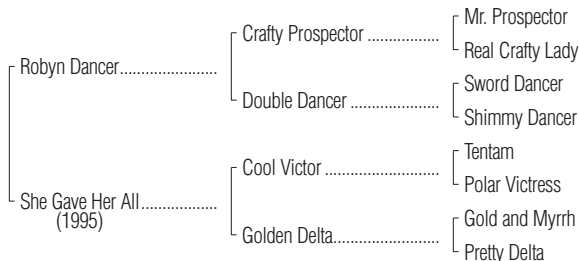 Mr. Prospector
Crafty Prospector .................
Real Crafty Lady
Robyn Dancer......................
Sword Dancer
Double Dancer .....................
Shimmy Dancer
Tentam
Cool Victor ...........................
Polar Victress
She Gave Her All.................
(1995)
Gold and Myrrh
Golden Delta........................
Pretty Delta